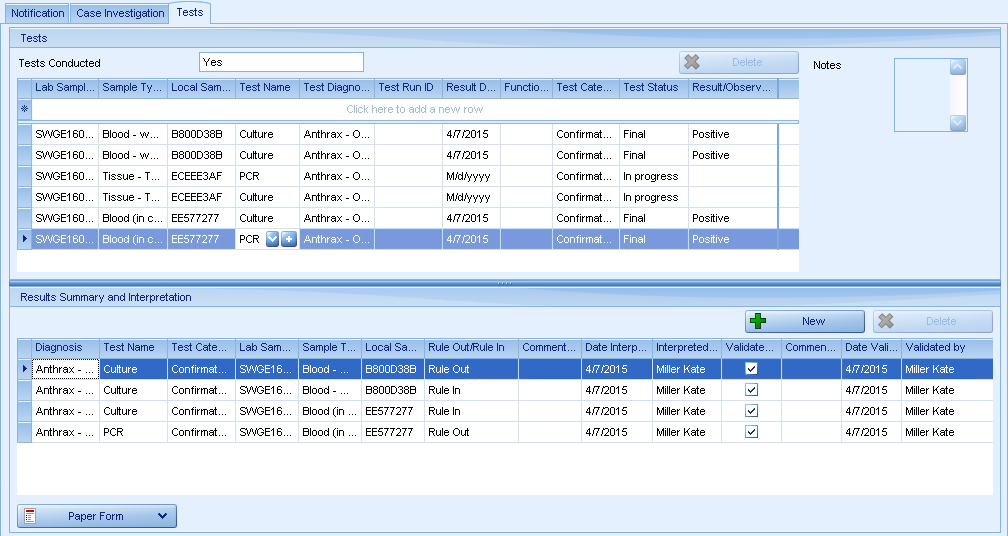 Notification Case Investigation Tests
Tests
Tests Conducted Yes Delete Notes
Lab Sampl... Sample Ty... Local Sam... Test Name Test Diagno... Test Run ID Result D... Functio... Test Cate... Test Status Result/Observ...
Click here to add a new row
SWGE160... Blood - w... B800D38B Culture Anthrax - O... 4/7/2015 Confirmat... Final Positive
SWGE160... Blood - w... B800D38B Culture Anthrax - O... 4/7/2015 Confirmat... Final Positive
SWGE160... Tissue - T... ECEEE3AF PCR Anthrax - O... M/d/yyyy Confirmat... In progress
SWGE160... Tissue - T... ECEEE3AF Culture Anthrax - O... M/d/yyyy Confirmat... In progress
SWGE160... Blood (in c... EE577277 Culture Anthrax - O... 4/7/2015 Confirmat... Final Positive
SWGE160... Blood (in c... EE577277 PCR Anthrax - O... 4/7/2015 Confirmat... Final Positive
Results Summary and Interpretation
New Delete
Diagnosis Test Name Test Cate... Lab Sam... Sample T... Local Sa... Rule Out/Rule In Comment... Date Interp... Interpreted... Validate... Commen... Date Vali... Validated by
Anthrax - ... Culture Confirmat... SWGE16... Blood - ... B800D38B Rule Out 4/7/2015 Miller Kate 4/7/2015 Miller Kate
Anthrax - ... Culture Confirmat... SWGE16... Blood - ... B800D38B Rule In 4/7/2015 Miller Kate 4/7/2015 Miller Kate
Anthrax - ... Culture Confirmat... SWGE16... Blood (in ... EE577277 Rule In 4/7/2015 Miller Kate 4/7/2015 Miller Kate
Anthrax - ... PCR Confirmat... SWGE16... Blood (in ... EE577277 Rule Out 4/7/2015 Miller Kate 4/7/2015 Miller Kate
Paper Form